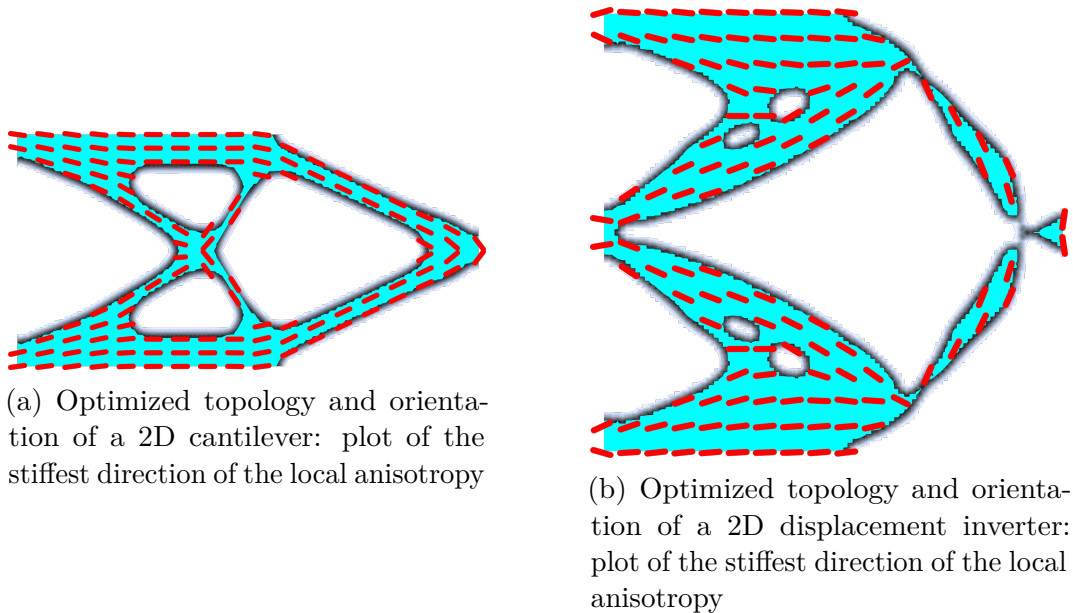 (a) Optimized topology and orienta-
tion of a 2D cantilever: plot of the
stiffest direction of the local anisotropy
(b) Optimized topology and orienta-
tion of a 2D displacement inverter:
plot of the stiffest direction of the local
anisotropy